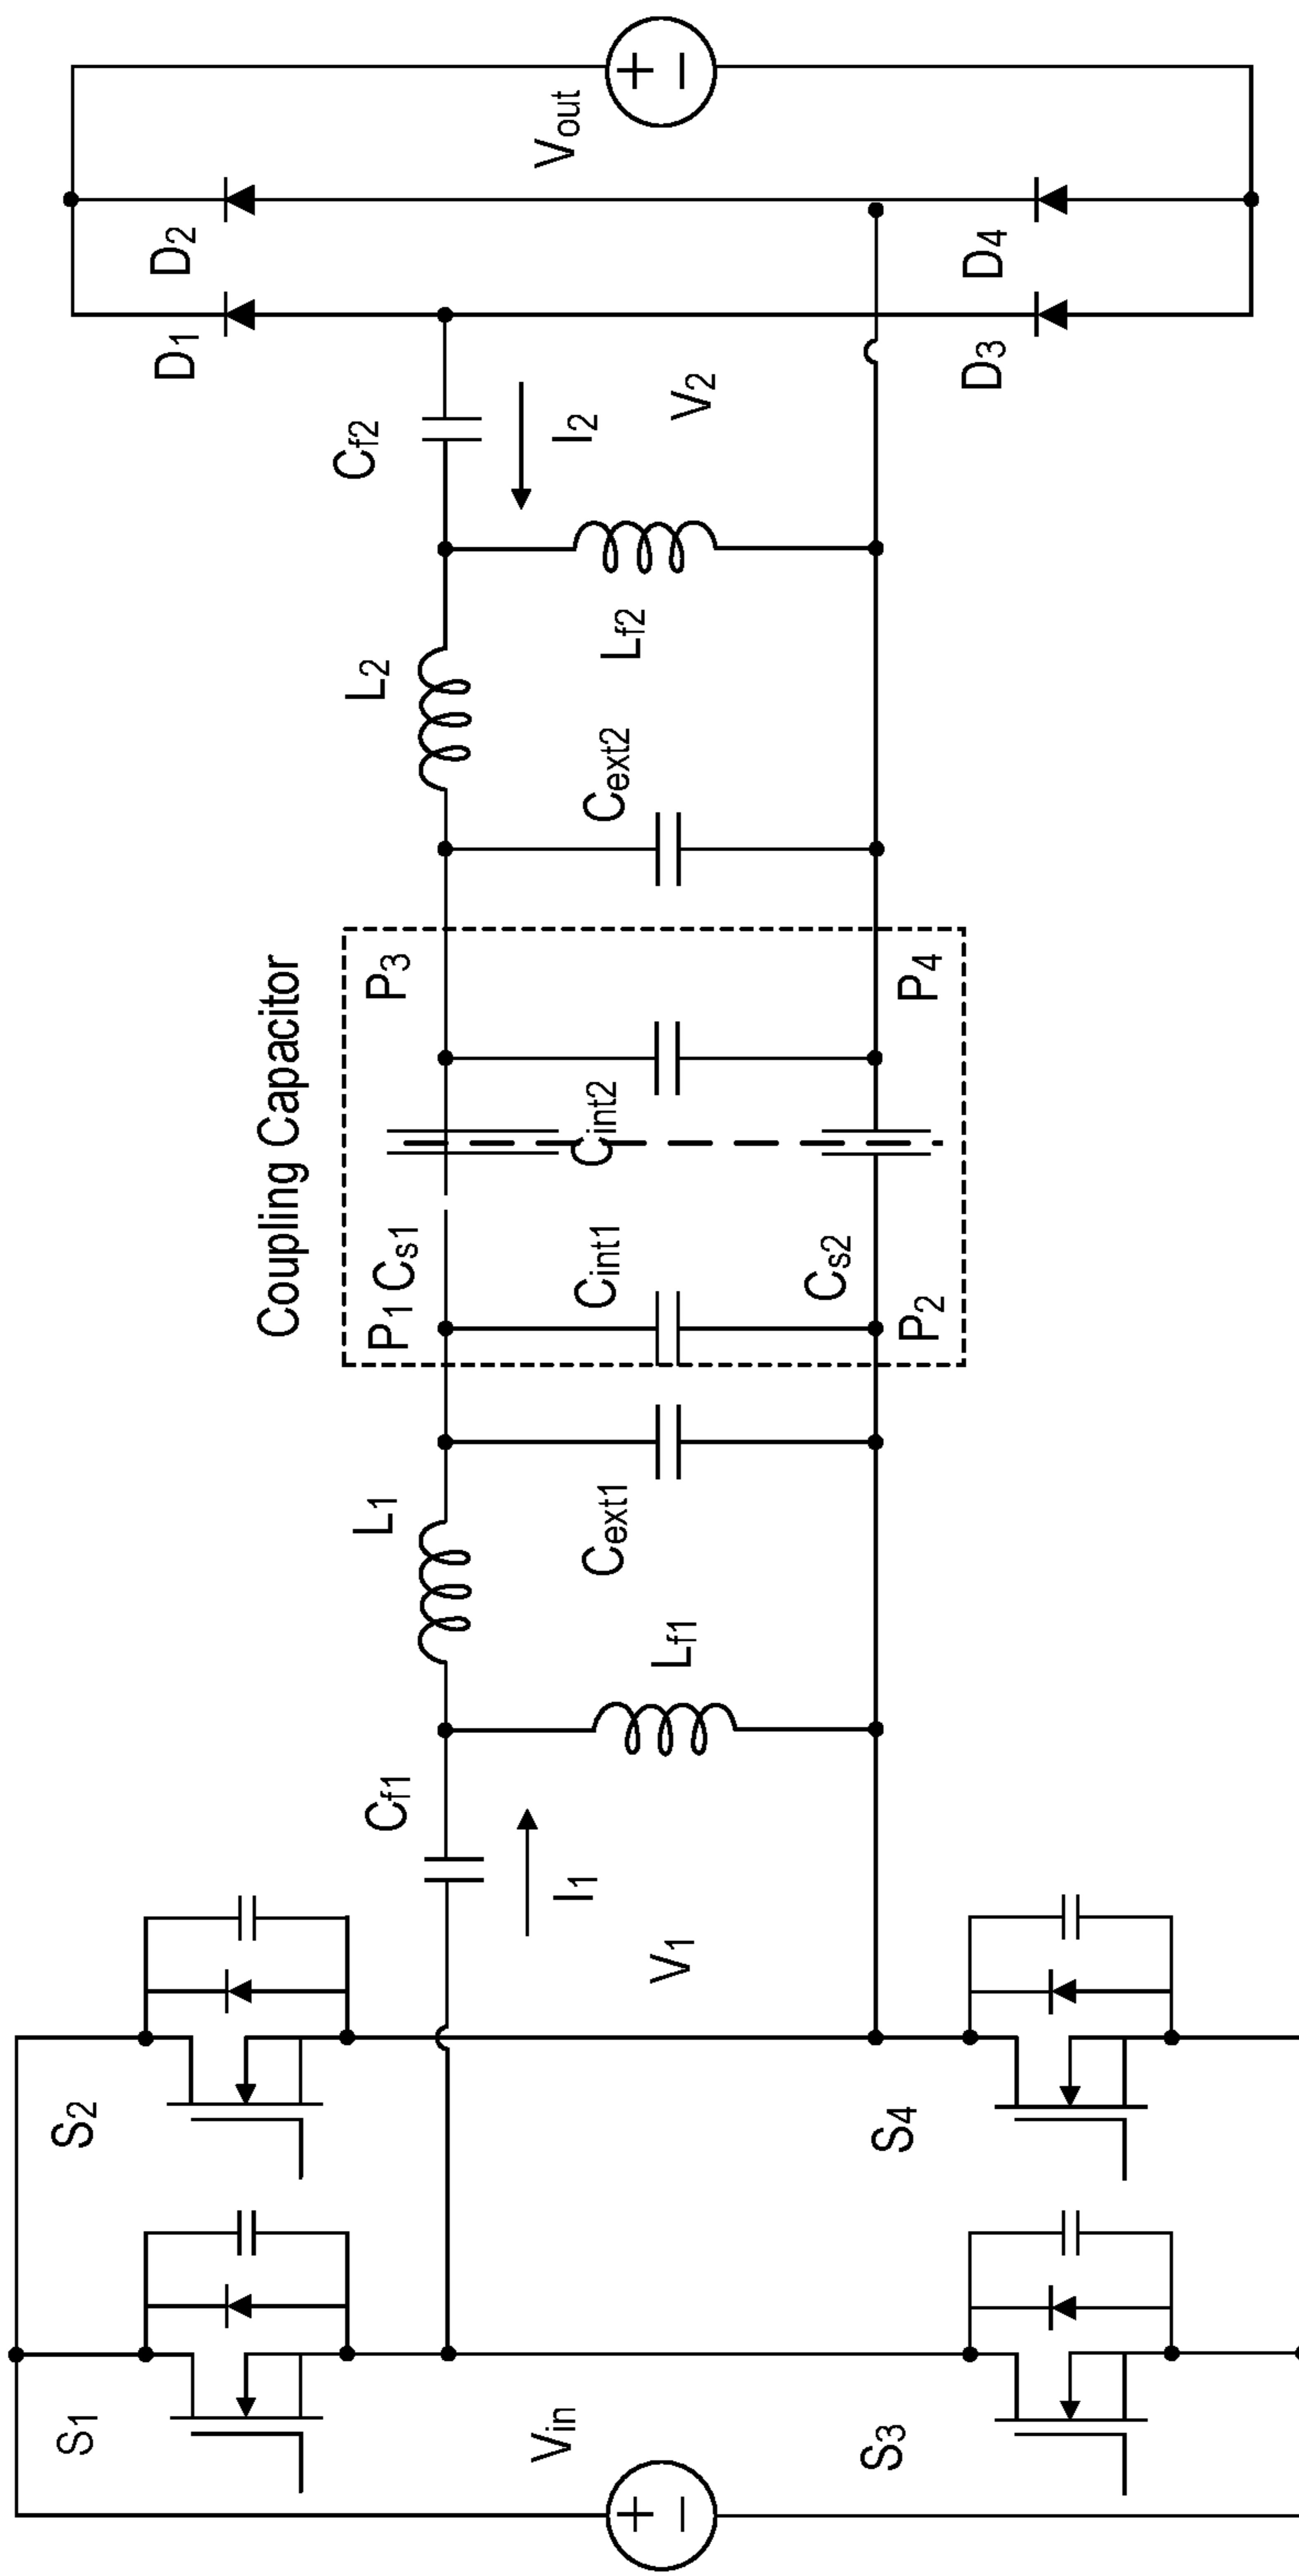 Coupling Capacitor
S1
S2
S3
S4
Vin
+
−
V1
I1
Cf1
Lf1
L1
Cext1
P1
Cs1
Cint1
P2
Cs2
Cint2
P3
P4
Cext2
L2
Lf2
Cf2
I2
V2
D1
D2
D3
D4
Vout
+
−